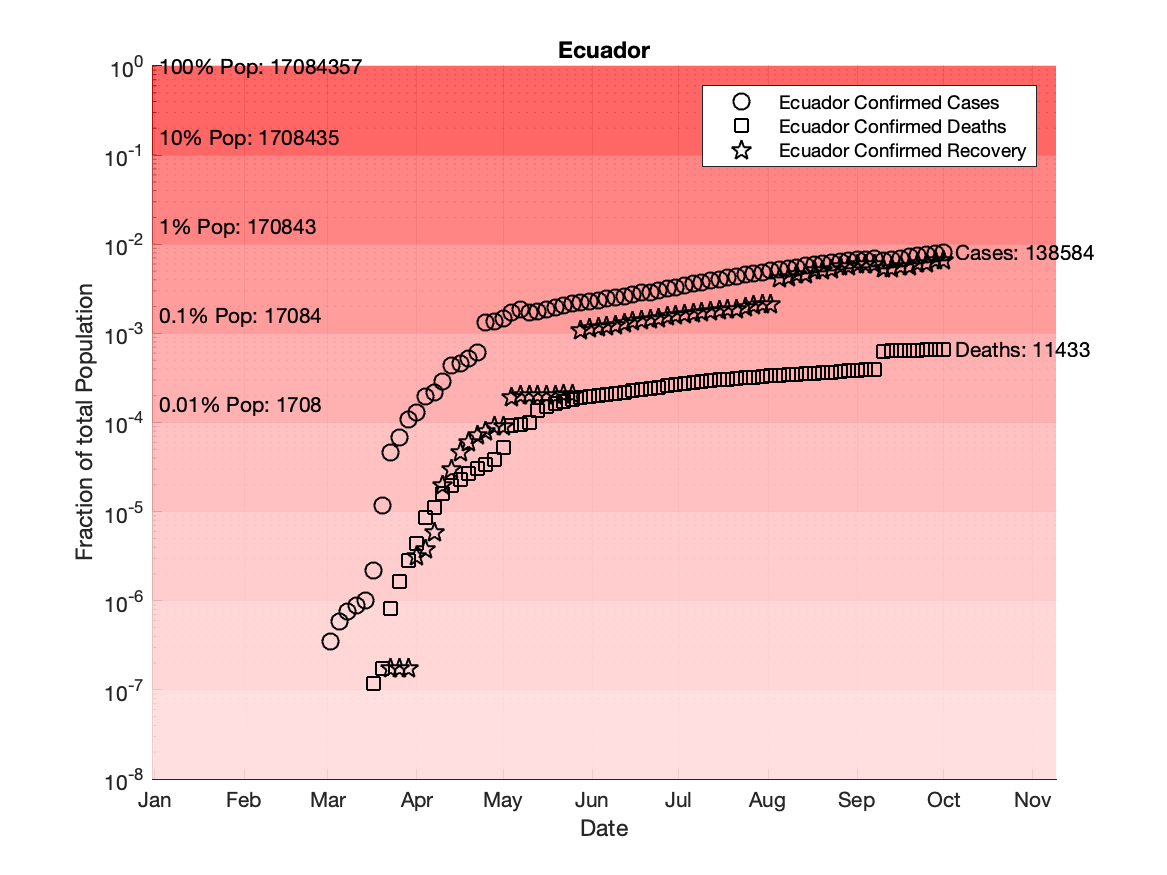 Ecuador
10^0
100% Pop: 17084357
Ecuador Confirmed Cases
Ecuador Confirmed Deaths
Ecuador Confirmed Recovery
10% Pop: 1708435
10^-1
1% Pop: 170843
10^-2
Cases: 138584
0.1% Pop: 17084
10^-3
Deaths: 11433
0.01% Pop: 1708
10^-4
10^-5
10^-6
10^-7
10^-8
Fraction of total Population
Jan Feb Mar Apr May Jun Jul Aug Sep Oct Nov
Date